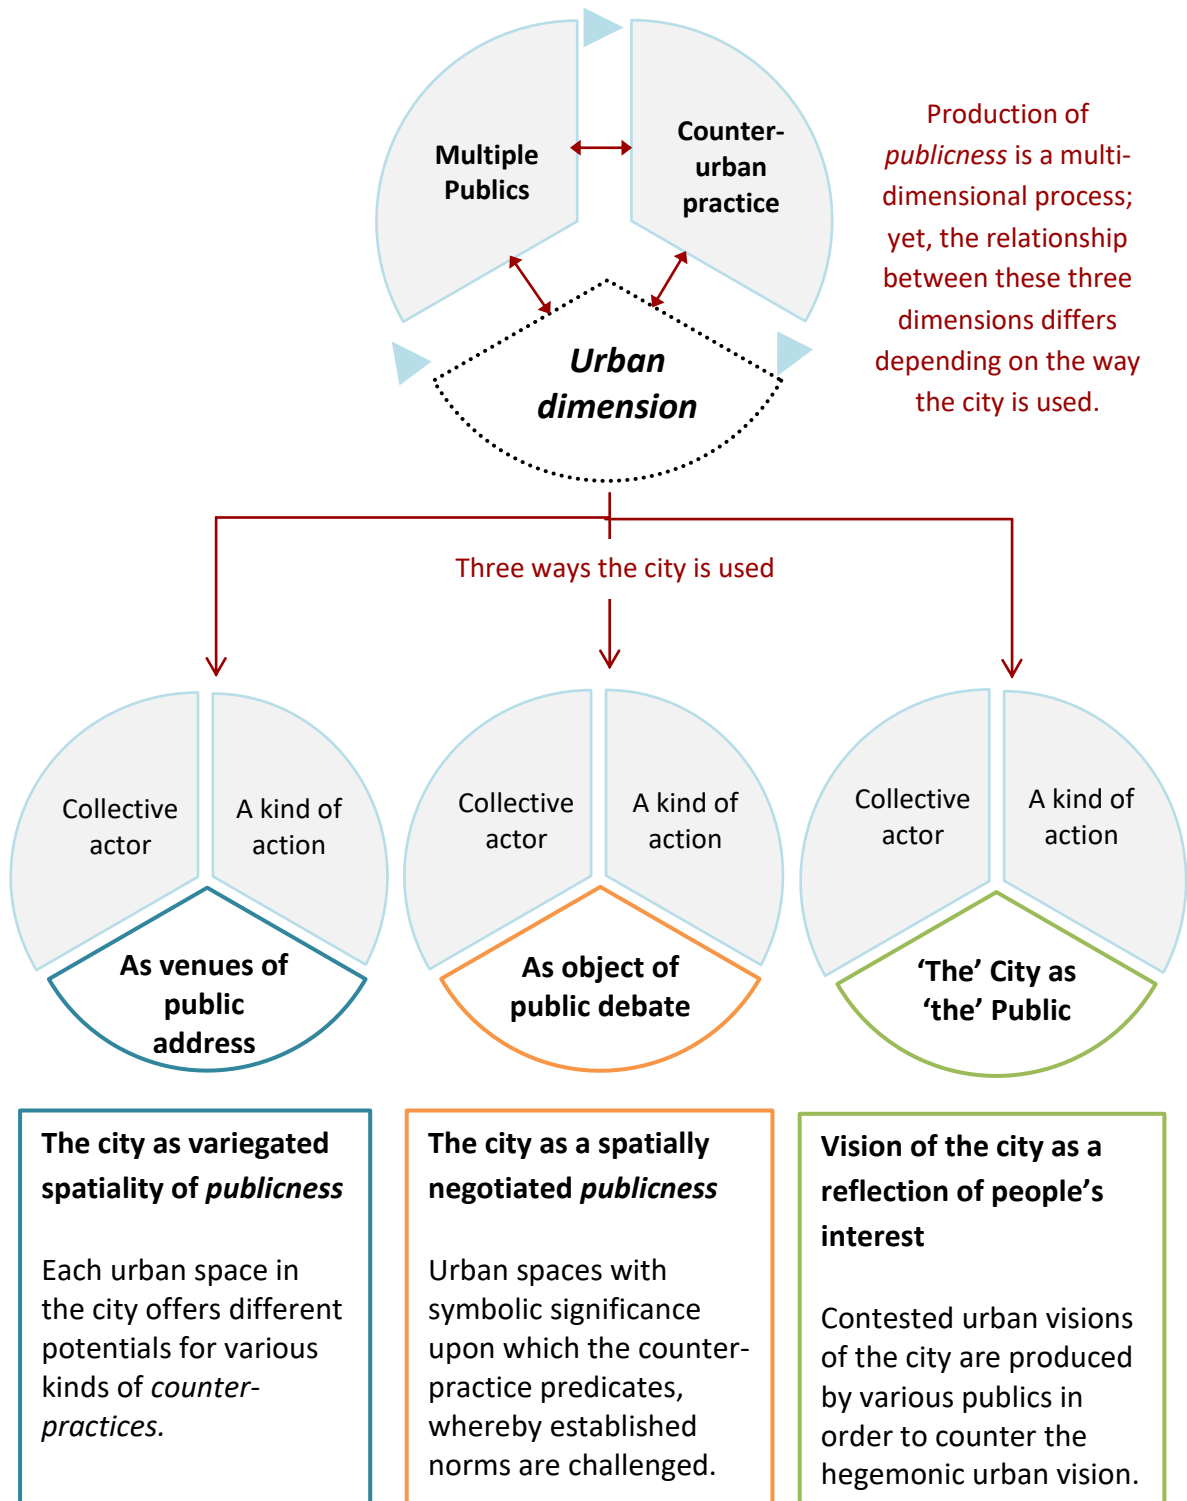 Multiple
Publics
Counter-
urban
practice
Urban
dimension
Production of
publicness is a multi-
dimensional process;
yet, the relationship
between these three
dimensions differs
depending on the way
the city is used.
Three ways the city is used
Collective
actor
A kind of
action
As venues of
public
address
Collective
actor
A kind of
action
As object of
public debate
Collective
actor
A kind of
action
‘The’ City as
‘the’ Public
The city as variegated
spatiality of publicness
Each urban space in
the city offers different
potentials for various
kinds of counter-
practices.
The city as a spatially
negotiated publicness
Urban spaces with
symbolic significance
upon which the counter-
practice predicates,
whereby established
norms are challenged.
Vision of the city as a
reflection of people’s
interest
Contested urban visions
of the city are produced
by various publics in
order to counter the
hegemonic urban vision.